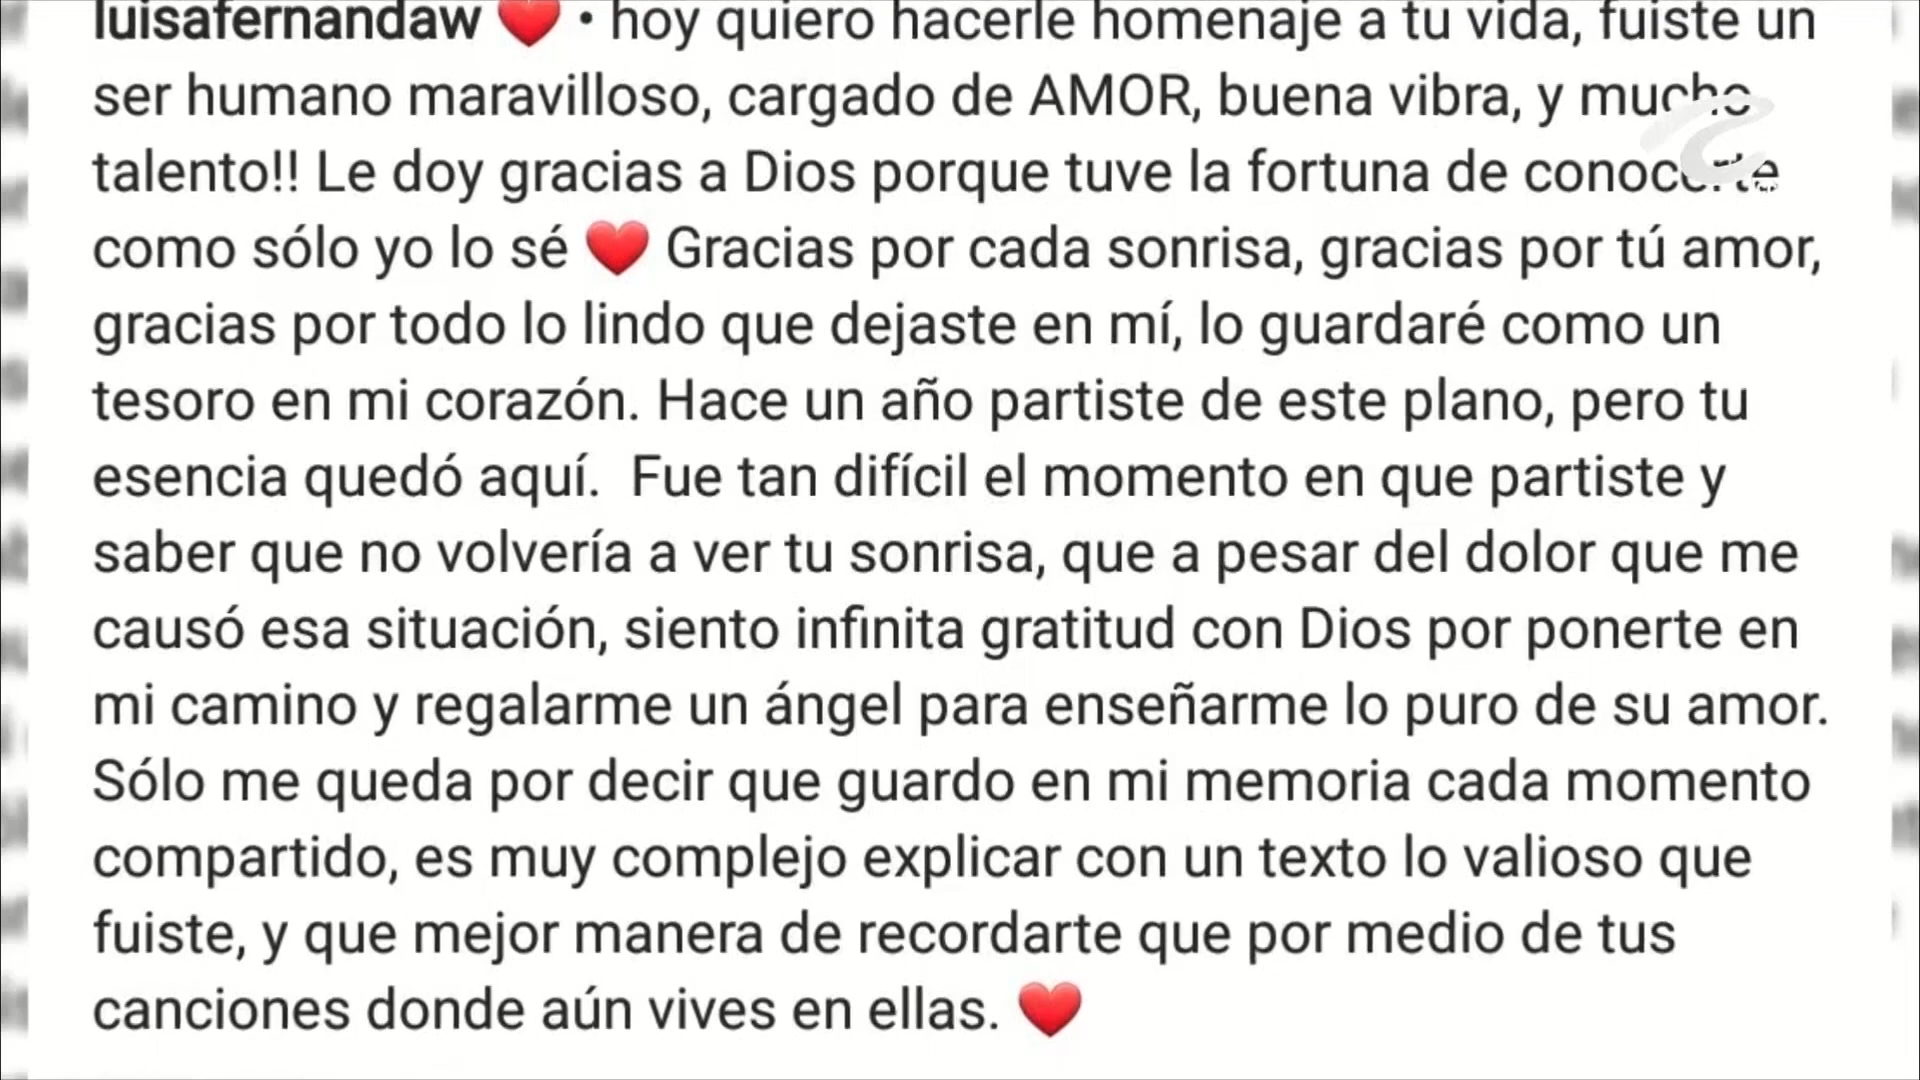 luisafernandaw ❤️ • hoy quiero hacerle homenaje a tu vida, fuiste un
ser humano maravilloso, cargado de AMOR, buena vibra, y mucho
talento!! Le doy gracias a Dios porque tuve la fortuna de conocerte
como sólo yo lo sé ❤️ Gracias por cada sonrisa, gracias por tú amor,
gracias por todo lo lindo que dejaste en mí, lo guardaré como un
tesoro en mi corazón. Hace un año partiste de este plano, pero tu
esencia quedó aquí.  Fue tan difícil el momento en que partiste y
saber que no volvería a ver tu sonrisa, que a pesar del dolor que me
causó esa situación, siento infinita gratitud con Dios por ponerte en
mi camino y regalarme un ángel para enseñarme lo puro de su amor.
Sólo me queda por decir que guardo en mi memoria cada momento
compartido, es muy complejo explicar con un texto lo valioso que
fuiste, y que mejor manera de recordarte que por medio de tus
canciones donde aún vives en ellas. ❤️